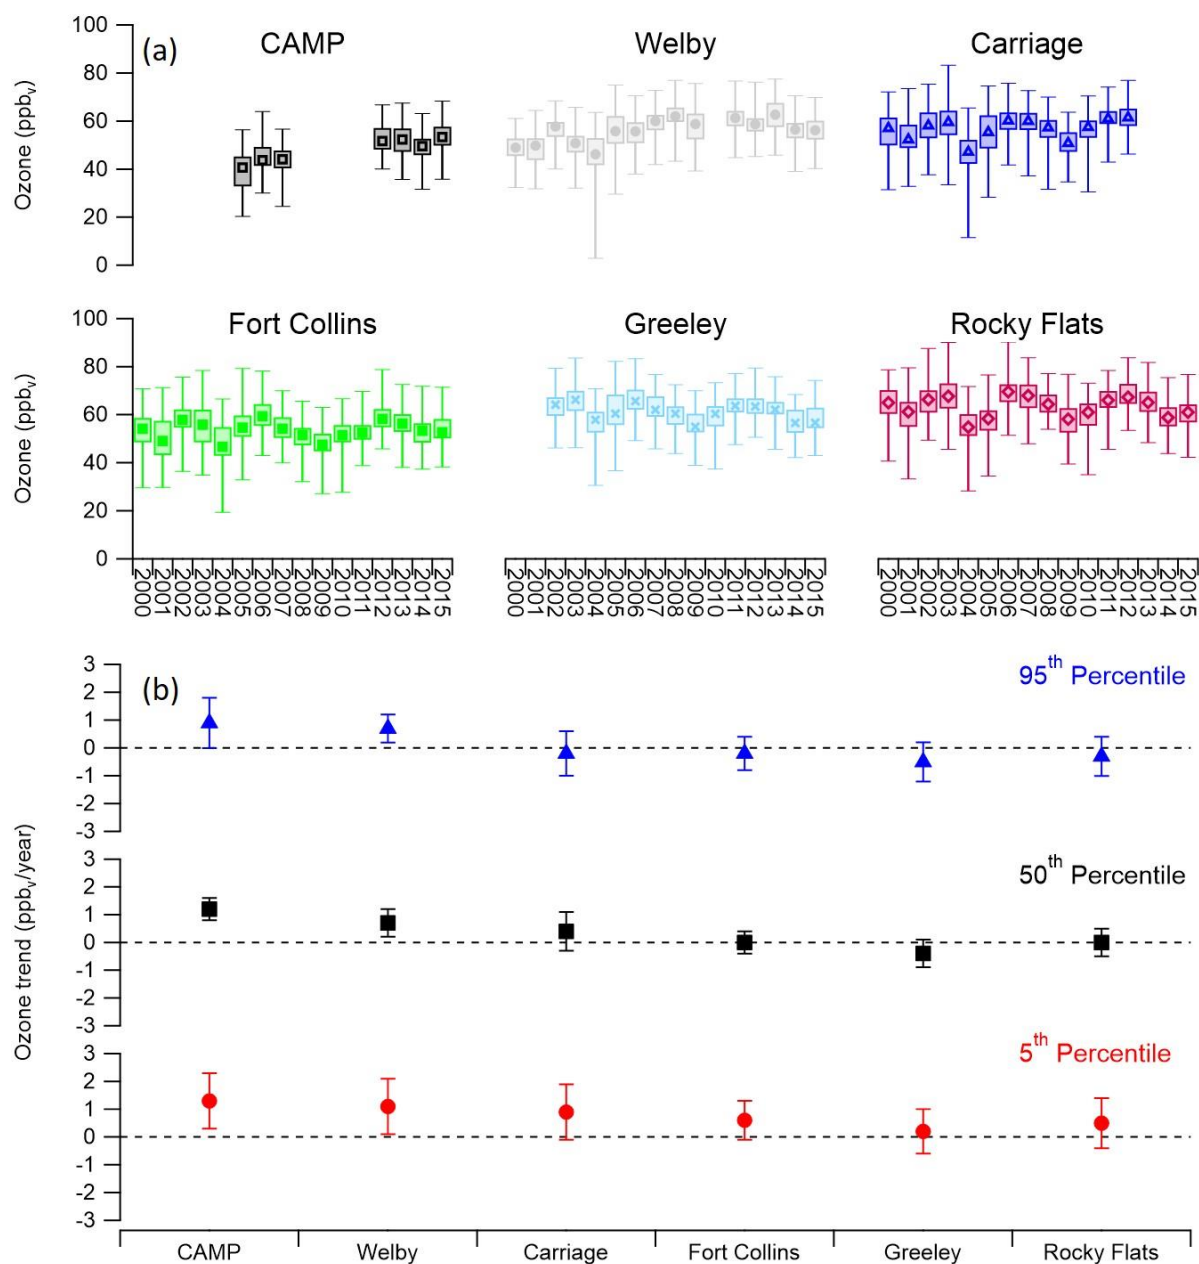 (a)
CAMP Welby Carriage
Ozone (ppbv)
100
80
60
40
20
0
Fort Collins Greeley Rocky Flats
Ozone (ppbv)
100
80
60
40
20
0
2000 2001 2002 2003 2004 2005 2006 2007 2008 2009 2010 2011 2012 2013 2014 2015
2000 2001 2002 2003 2004 2005 2006 2007 2008 2009 2010 2011 2012 2013 2014 2015
2000 2001 2002 2003 2004 2005 2006 2007 2008 2009 2010 2011 2012 2013 2014 2015
(b)
Ozone trend (ppbv/year)
95th Percentile
3
2
1
0
-1
-2
-3
50th Percentile
3
2
1
0
-1
-2
-3
5th Percentile
3
2
1
0
-1
-2
-3
CAMP Welby Carriage Fort Collins Greeley Rocky Flats